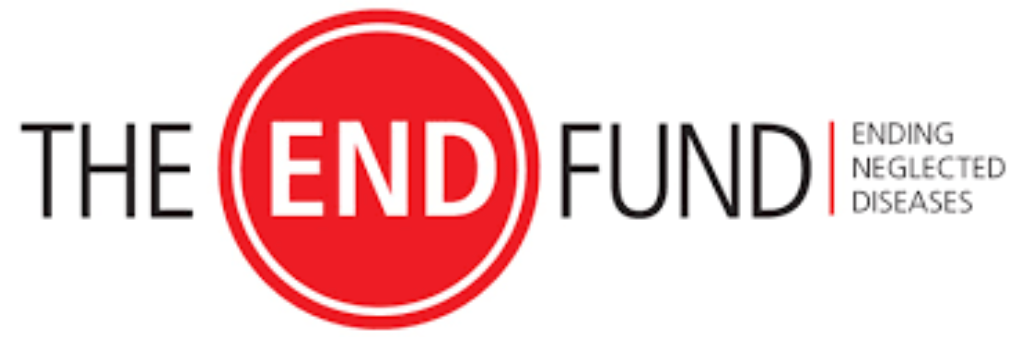 THE END FUND
ENDING
NEGLECTED
DISEASES